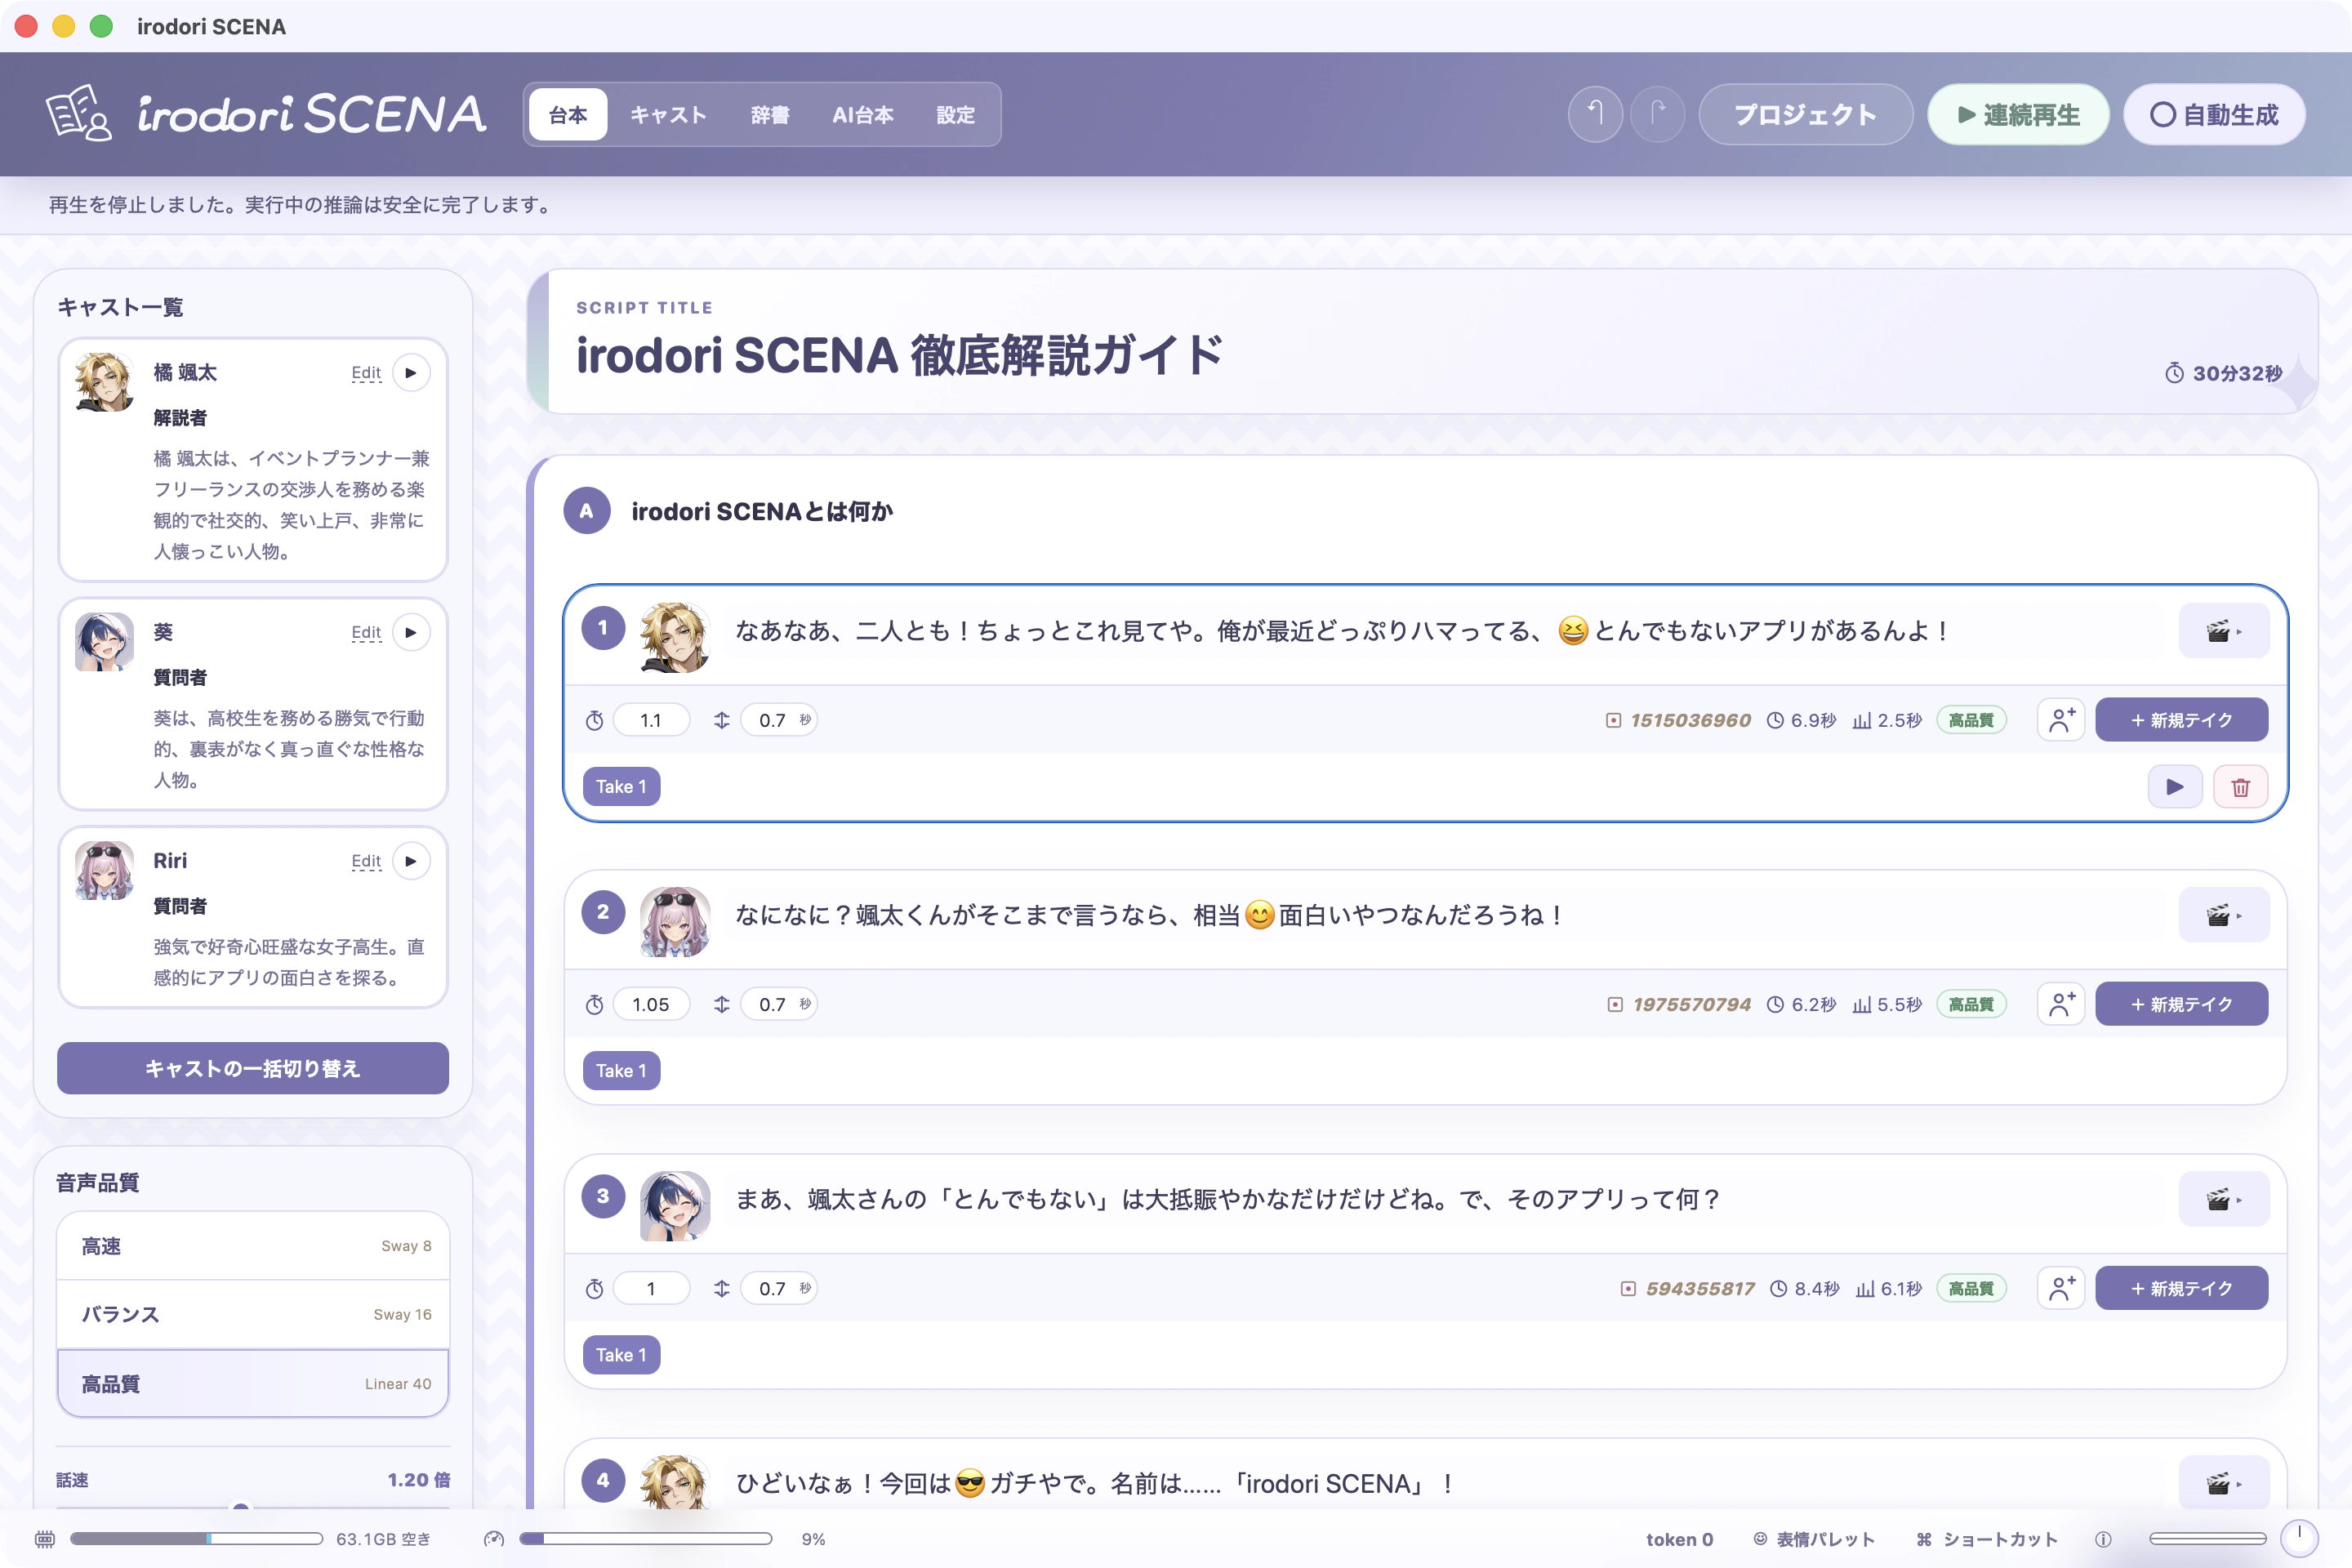 irodori SCENA
irodori SCENA
台本
キャスト
辞書
AI台本
設定
プロジェクト
連続再生
自動生成
再生を停止しました。実行中の推論は安全に完了します。
キャスト一覧
橘 颯太
Edit
解説者
橘 颯太は、イベントプランナー兼
フリーランスの交渉人を務める楽
観的で社交的、笑い上戸、非常に
人懐っこい人物。
葵
Edit
質問者
葵は、高校生を務める勝気で行動
的、裏表がなく真っ直ぐな性格な
人物。
Riri
Edit
質問者
強気で好奇心旺盛な女子高生。直
感的にアプリの面白さを探る。
キャストの一括切り替え
音声品質
高速
Sway 8
バランス
Sway 16
高品質
Linear 40
話速
1.20 倍
SCRIPT TITLE
irodori SCENA 徹底解説ガイド
30分32秒
A
irodori SCENAとは何か
1
なあなあ、二人とも！ちょっとこれ見てや。俺が最近どっぷりハマってる、😆とんでもないアプリがあるんよ！
1.1
0.7 秒
1515036960
6.9秒
2.5秒
高品質
+ 新規テイク
Take 1
2
なになに？颯太くんがそこまで言うなら、相当😊面白いやつなんだろうね！
1.05
0.7 秒
1975570794
6.2秒
5.5秒
高品質
+ 新規テイク
Take 1
3
まあ、颯太さんの「とんでもない」は大抵賑やかなだけだけどね。で、そのアプリって何？
1
0.7 秒
594355817
8.4秒
6.1秒
高品質
+ 新規テイク
Take 1
4
ひどいなぁ！今回は😎ガチやで。名前は……「irodori SCENA」！
63.1GB 空き
9%
token 0
表情パレット
⌘ ショートカット